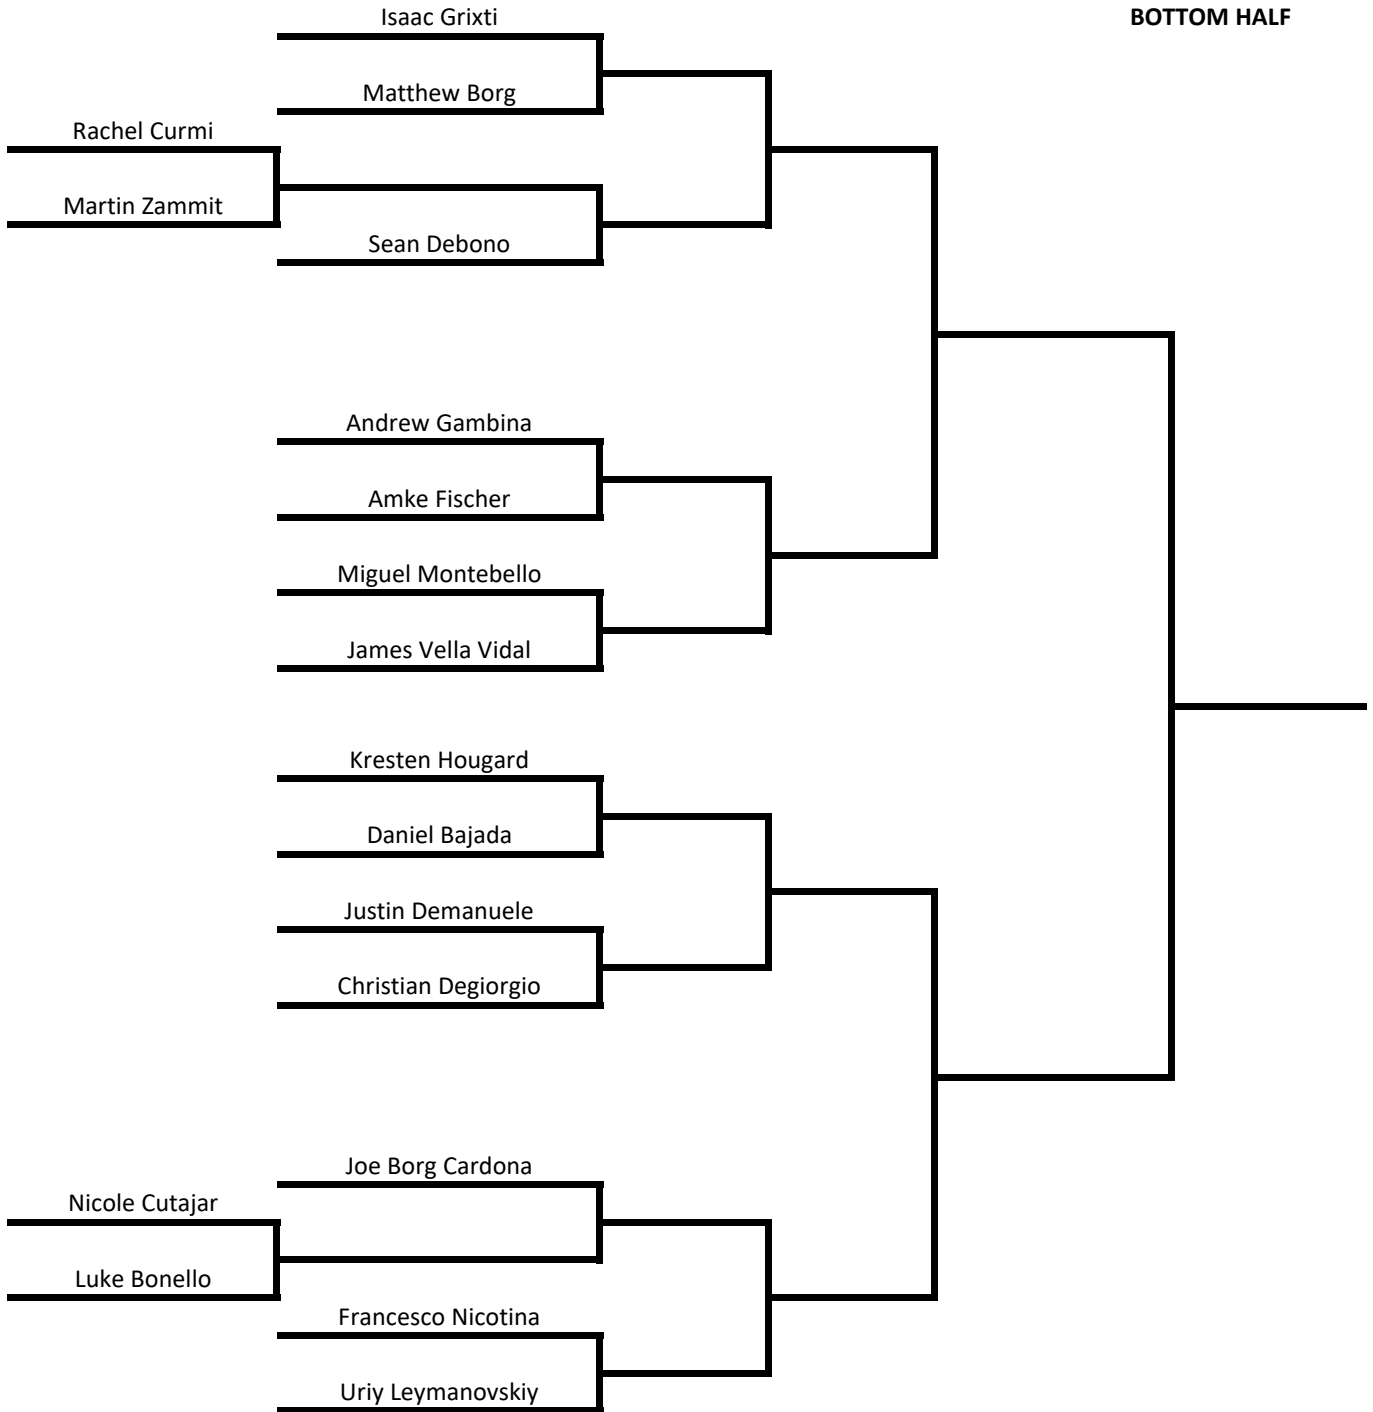 Isaac Grixti
BOTTOM HALF
Matthew Borg
Rachel Curmi
Martin Zammit
Sean Debono
Andrew Gambina
Amke Fischer
Miguel Montebello
James Vella Vidal
Kresten Hougard
Daniel Bajada
Justin Demanuele
Christian Degiorgio
Joe Borg Cardona
Nicole Cutajar
Luke Bonello
Francesco Nicotina
Uriy Leymanovskiy